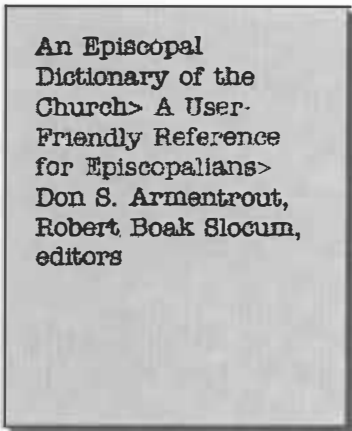 An Episcopal
Dictionary of the
Church> A User-
Friendly Reference
for Episcopalians>
Don S. Armentrout,
Robert Boak Slocum,
editors